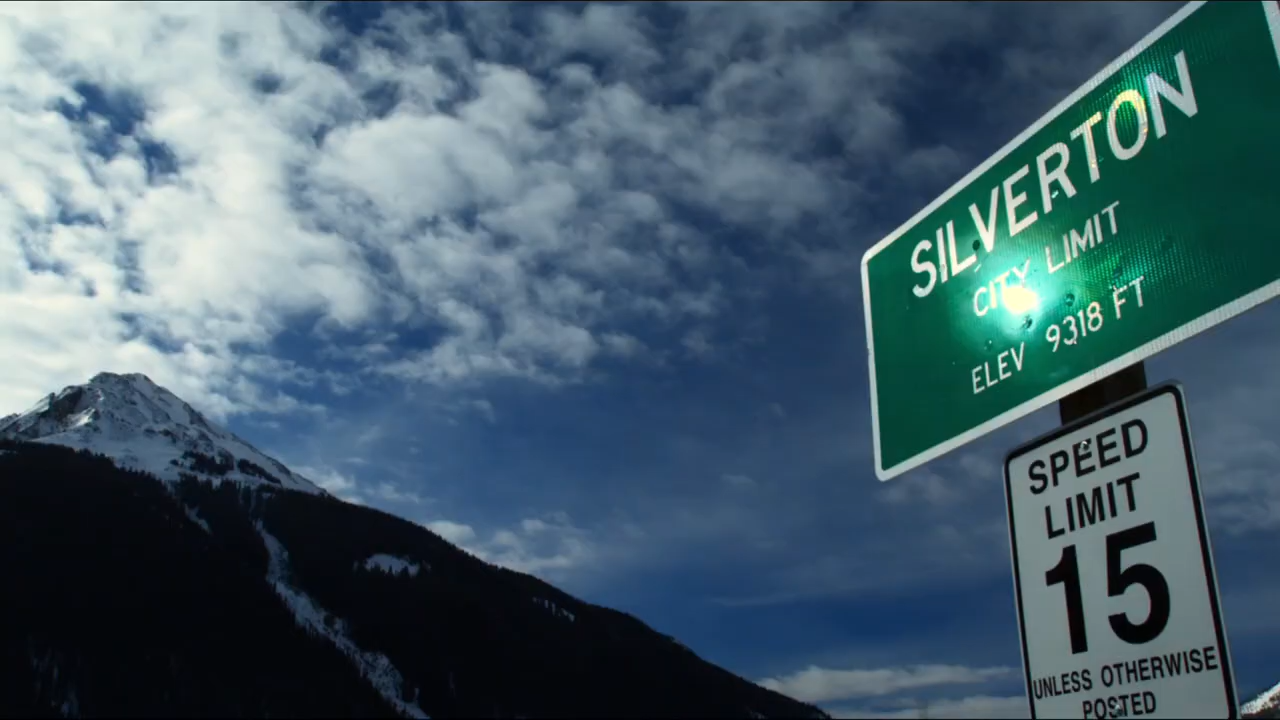 SILVERTON
CITY LIMIT
ELEV 9318 FT
SPEED
LIMIT
15
UNLESS OTHERWISE
POSTED